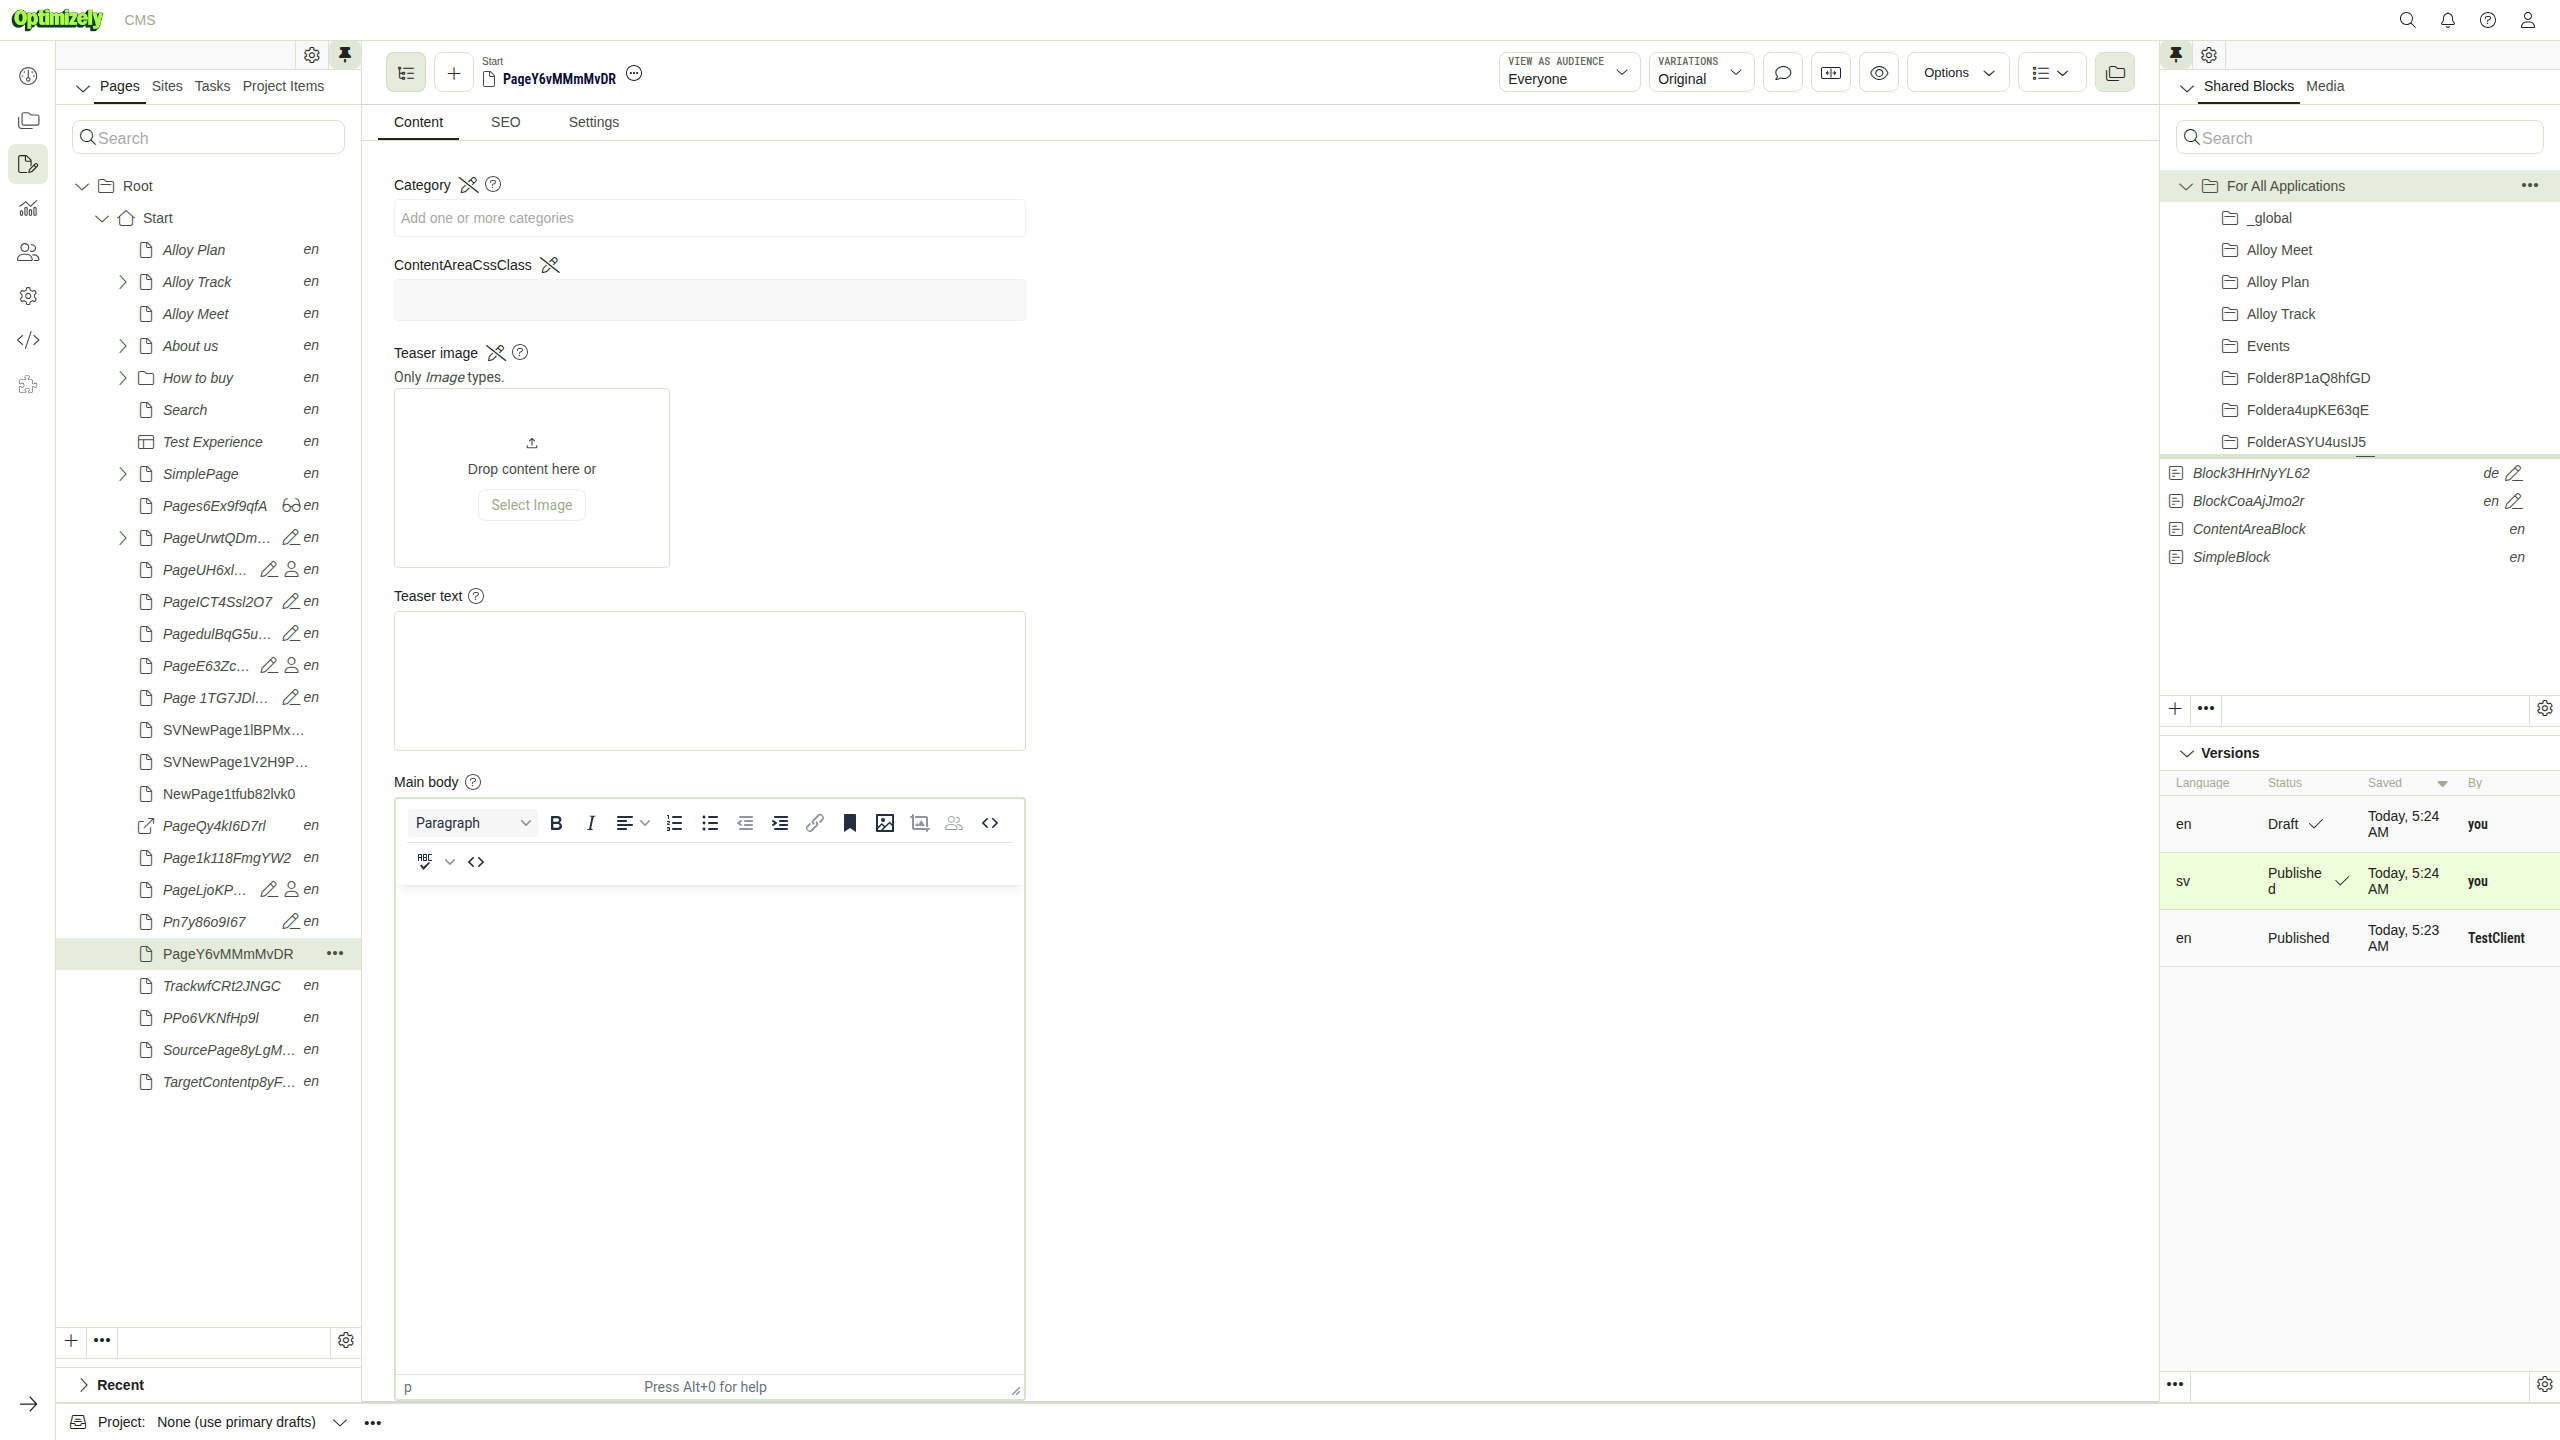 Optimizely CMS
Pages Sites Tasks Project Items
Search
Root
Start
Alloy Plan en
Alloy Track en
Alloy Meet en
About us en
How to buy en
Search en
Test Experience en
SimplePage en
Pages6Ex9f9qfA en
PageUrwtQDm... en
PageUH6xl... en
PageICT4Ssl2O7 en
PagedulBqG5u... en
PageE63Zc... en
Page 1TG7JDl... en
SVNewPage1lBPMx...
SVNewPage1V2H9P...
NewPage1tfub82lvk0
PageQy4kI6D7rl en
Page1k118FmgYW2 en
PageLjoKP... en
Pn7y86o9I67 en
PageY6vMMmMvDR
TrackwfCRt2JNGC en
PPo6VKNfHp9l en
SourcePage8yLgM... en
TargetContentp8yF... en
Recent
Project: None (use primary drafts)
Start
PageY6vMMmMvDR
VIEW AS AUDIENCE
Everyone
VARIATIONS
Original
Options
Content SEO Settings
Category
Add one or more categories
ContentAreaCssClass
Teaser image
Only Image types.
Drop content here or
Select Image
Teaser text
Main body
Paragraph
ABC
p Press Alt+0 for help
Shared Blocks Media
Search
For All Applications
_global
Alloy Meet
Alloy Plan
Alloy Track
Events
Folder8P1aQ8hfGD
Foldera4upKE63qE
FolderASYU4usIJ5
Block3HHrNyYL62 de
BlockCoaAjJmo2r en
ContentAreaBlock en
SimpleBlock en
Versions
Language Status Saved By
en Draft Today, 5:24 AM you
sv Published Today, 5:24 AM you
en Published Today, 5:23 AM TestClient